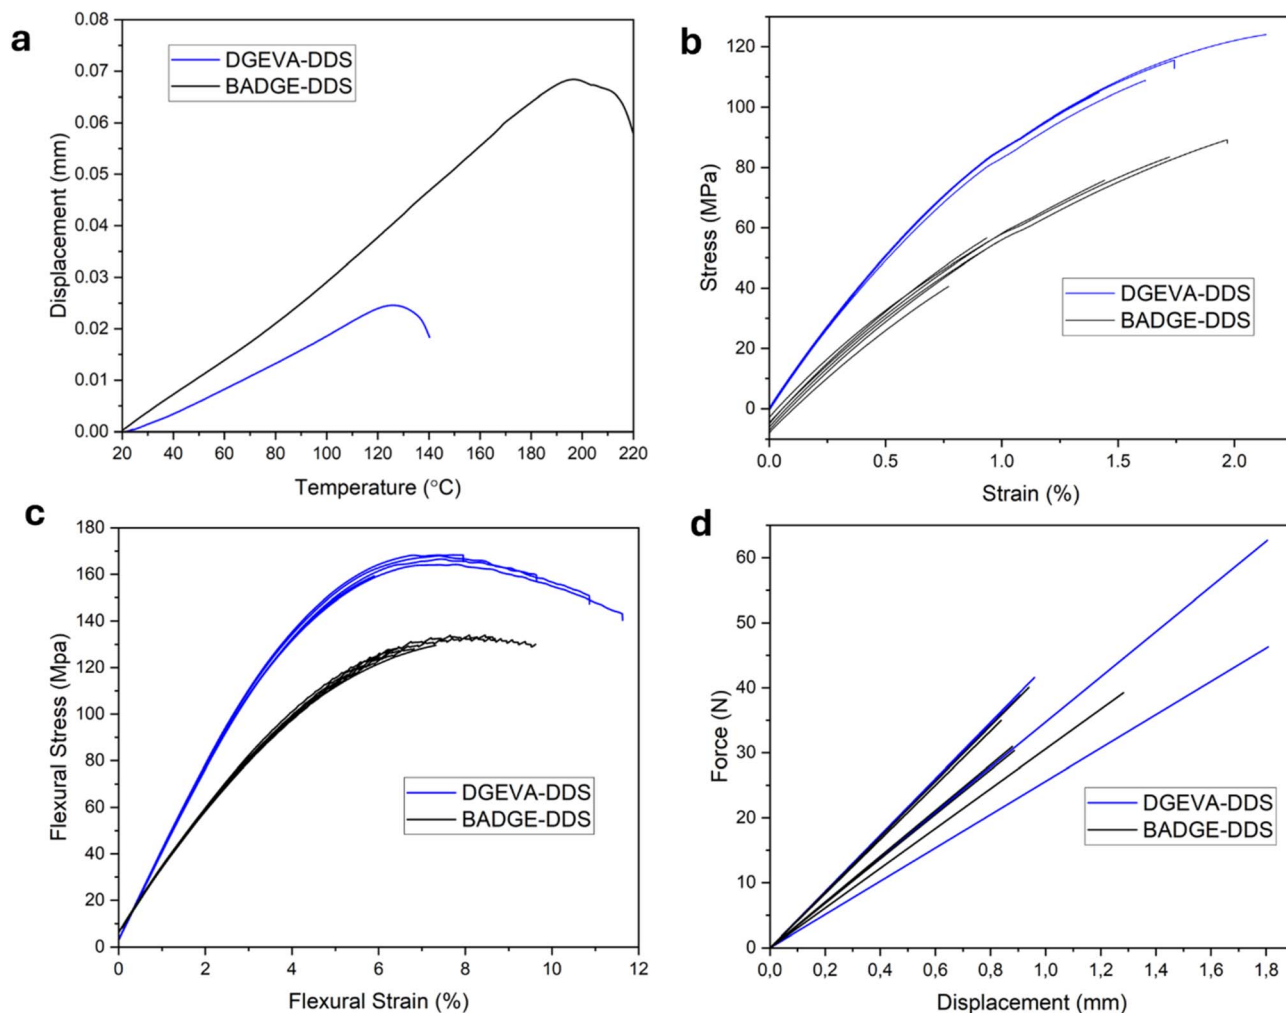 a
0.08
0.07
0.06
0.05
0.04
0.03
0.02
0.01
0.00
Displacement (mm)
DGEVA-DDS
BADGE-DDS
20 40 60 80 100 120 140 160 180 200 220
Temperature (°C)
b
120
100
80
60
40
20
0
Stress (MPa)
DGEVA-DDS
BADGE-DDS
0.0 0.5 1.0 1.5 2.0
Strain (%)
c
180
160
140
120
100
80
60
40
20
0
Flexural Stress (Mpa)
DGEVA-DDS
BADGE-DDS
0 2 4 6 8 10 12
Flexural Strain (%)
d
60
50
40
30
20
10
0
Force (N)
DGEVA-DDS
BADGE-DDS
0,0 0,2 0,4 0,6 0,8 1,0 1,2 1,4 1,6 1,8
Displacement (mm)